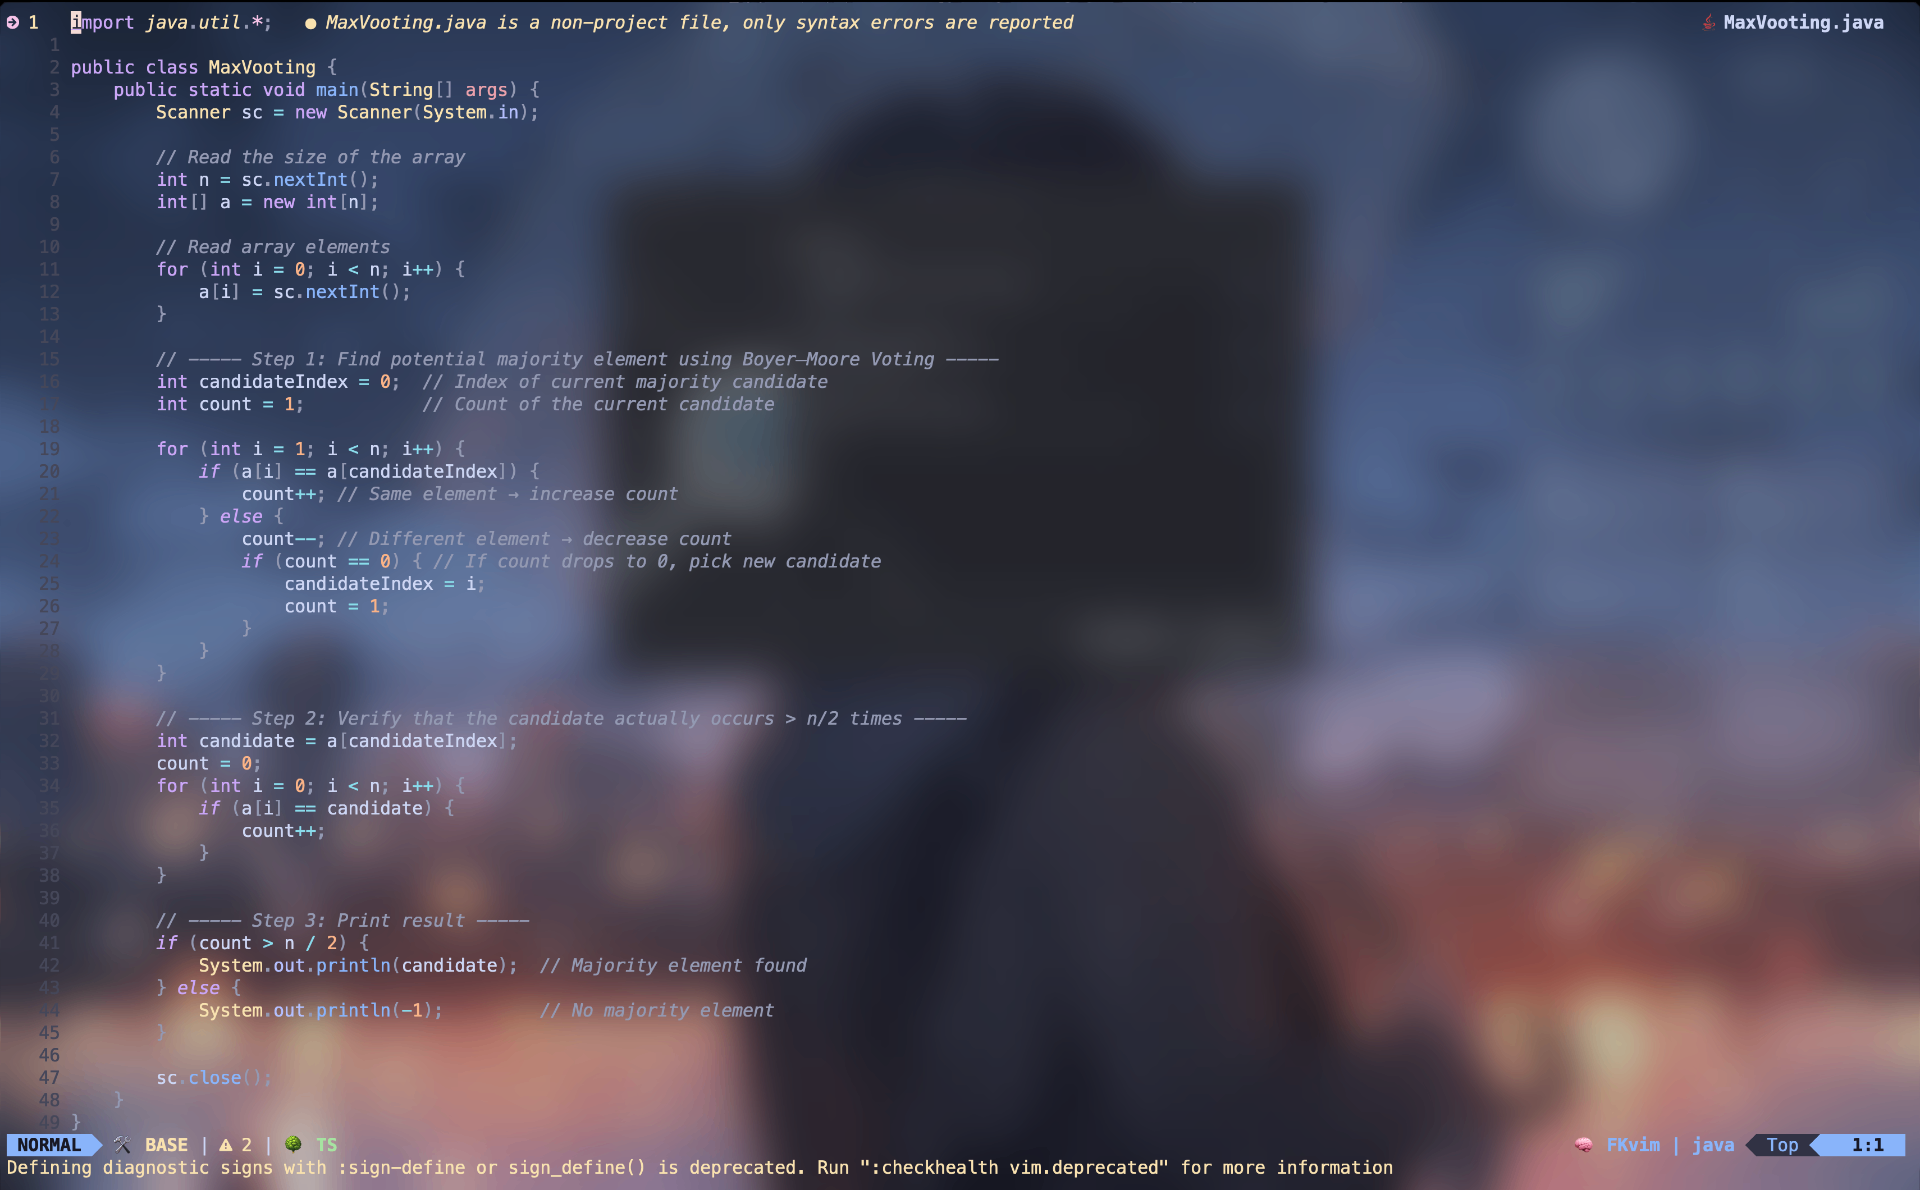 1 import java.util.*; ● MaxVooting.java is a non-project file, only syntax errors are reported MaxVooting.java
1
2 public class MaxVooting {
3 public static void main(String[] args) {
4 Scanner sc = new Scanner(System.in);
5
6 // Read the size of the array
7 int n = sc.nextInt();
8 int[] a = new int[n];
9
10 // Read array elements
11 for (int i = 0; i < n; i++) {
12 a[i] = sc.nextInt();
13 }
14
15 // ----- Step 1: Find potential majority element using Boyer–Moore Voting -----
16 int candidateIndex = 0; // Index of current majority candidate
17 int count = 1; // Count of the current candidate
18
19 for (int i = 1; i < n; i++) {
20 if (a[i] == a[candidateIndex]) {
21 count++; // Same element → increase count
22 } else {
23 count--; // Different element → decrease count
24 if (count == 0) { // If count drops to 0, pick new candidate
25 candidateIndex = i;
26 count = 1;
27 }
28 }
29 }
30
31 // ----- Step 2: Verify that the candidate actually occurs > n/2 times -----
32 int candidate = a[candidateIndex];
33 count = 0;
34 for (int i = 0; i < n; i++) {
35 if (a[i] == candidate) {
36 count++;
37 }
38 }
39
40 // ----- Step 3: Print result -----
41 if (count > n / 2) {
42 System.out.println(candidate); // Majority element found
43 } else {
44 System.out.println(-1); // No majority element
45 }
46
47 sc.close();
48 }
49 }
NORMAL BASE | 2 | TS FKvim | java Top 1:1
Defining diagnostic signs with :sign-define or sign_define() is deprecated. Run ":checkhealth vim.deprecated" for more information